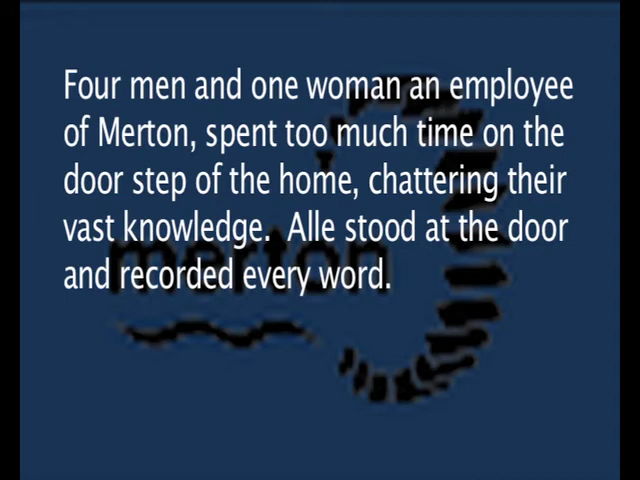 Four men and one woman an employee
of Merton, spent too much time on the
door step of the home, chattering their
vast knowledge.  Alle stood at the door
and recorded every word.
merton